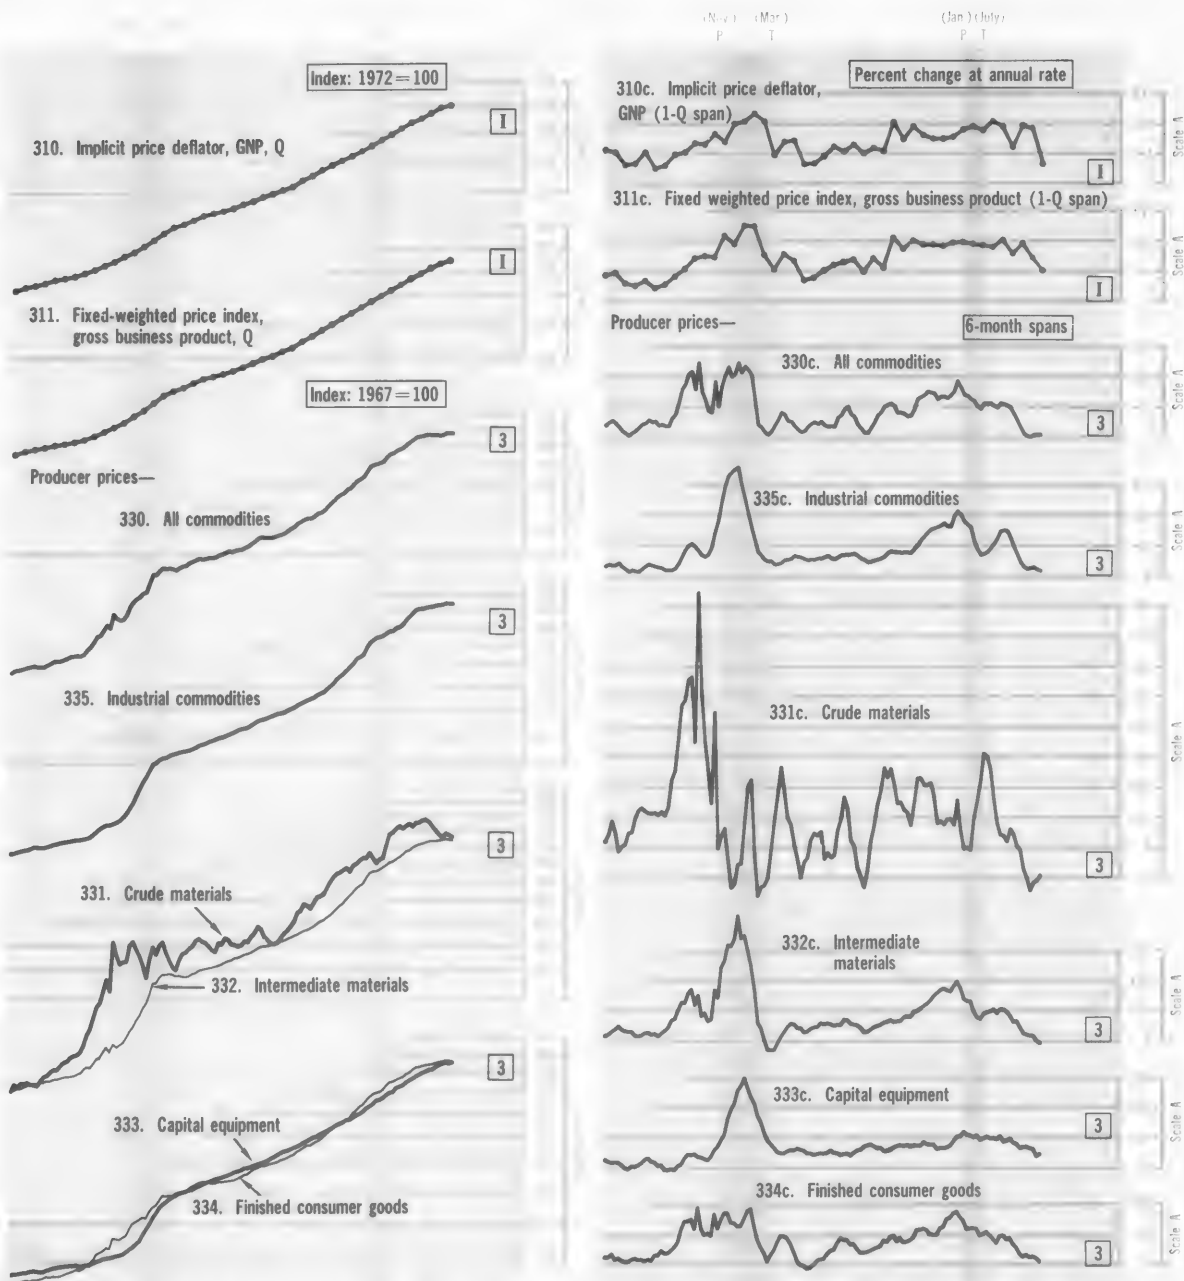 (Nov.) (Mar.)
P T
(Jan.) (July)
P T
Index: 1972=100
310. Implicit price deflator, GNP, Q
I
311. Fixed-weighted price index,
gross business product, Q
I
Index: 1967=100
3
Producer prices—
330. All commodities
335. Industrial commodities
3
331. Crude materials
332. Intermediate materials
3
333. Capital equipment
334. Finished consumer goods
3
Percent change at annual rate
310c. Implicit price deflator,
GNP (1-Q span)
I
Scale A
311c. Fixed weighted price index, gross business product (1-Q span)
I
Scale A
Producer prices—
6-month spans
330c. All commodities
3
Scale A
335c. Industrial commodities
3
Scale A
331c. Crude materials
3
Scale A
332c. Intermediate
materials
3
Scale A
333c. Capital equipment
3
Scale A
334c. Finished consumer goods
3
Scale A